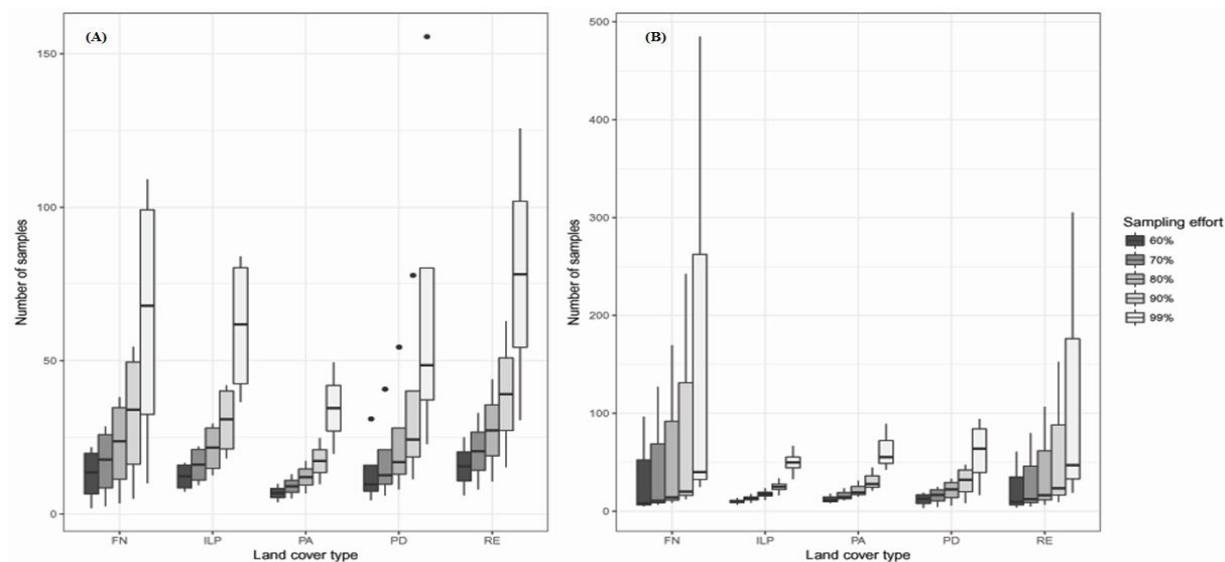 (A)
Number of samples
150
100
50
0
FN ILP PA PD RE
Land cover type
(B)
Number of samples
500
400
300
200
100
0
FN ILP PA PD RE
Land cover type
Sampling effort
60%
70%
80%
90%
99%